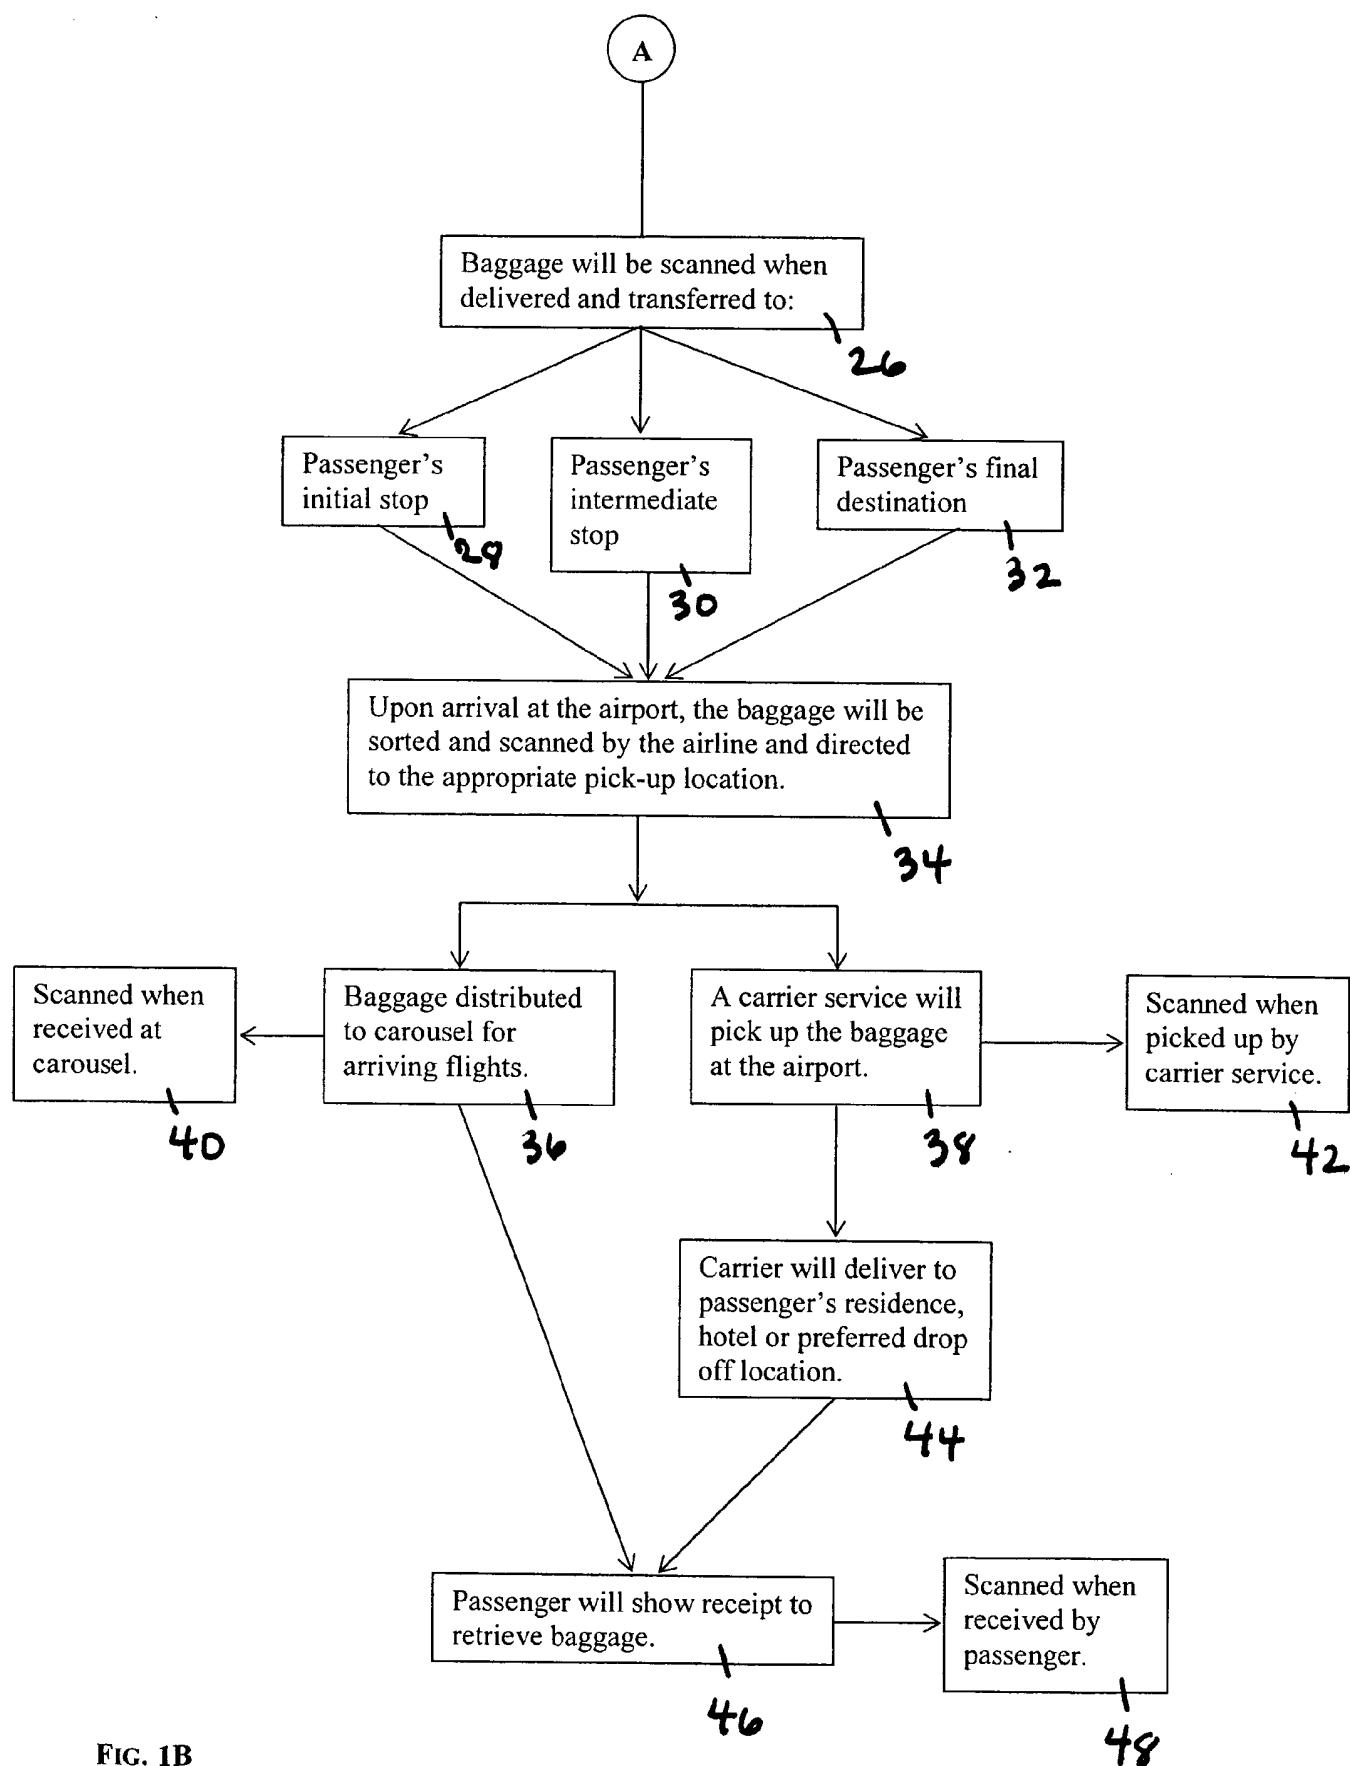 A
Baggage will be scanned when
delivered and transferred to:
26
Passenger's
initial stop
Passenger's
intermediate
stop
Passenger's final
destination
30
32
Upon arrival at the airport, the baggage will be
sorted and scanned by the airline and directed
to the appropriate pick-up location.
34
Scanned when
received at
carousel.
40
Baggage distributed
to carousel for
arriving flights.
36
A carrier service will
pick up the baggage
at the airport.
38
Scanned when
picked up by
carrier service.
42
Carrier will deliver to
passenger's residence,
hotel or preferred drop
off location.
44
Passenger will show receipt to
retrieve baggage.
46
Scanned when
received by
passenger.
48
FIG. 1B